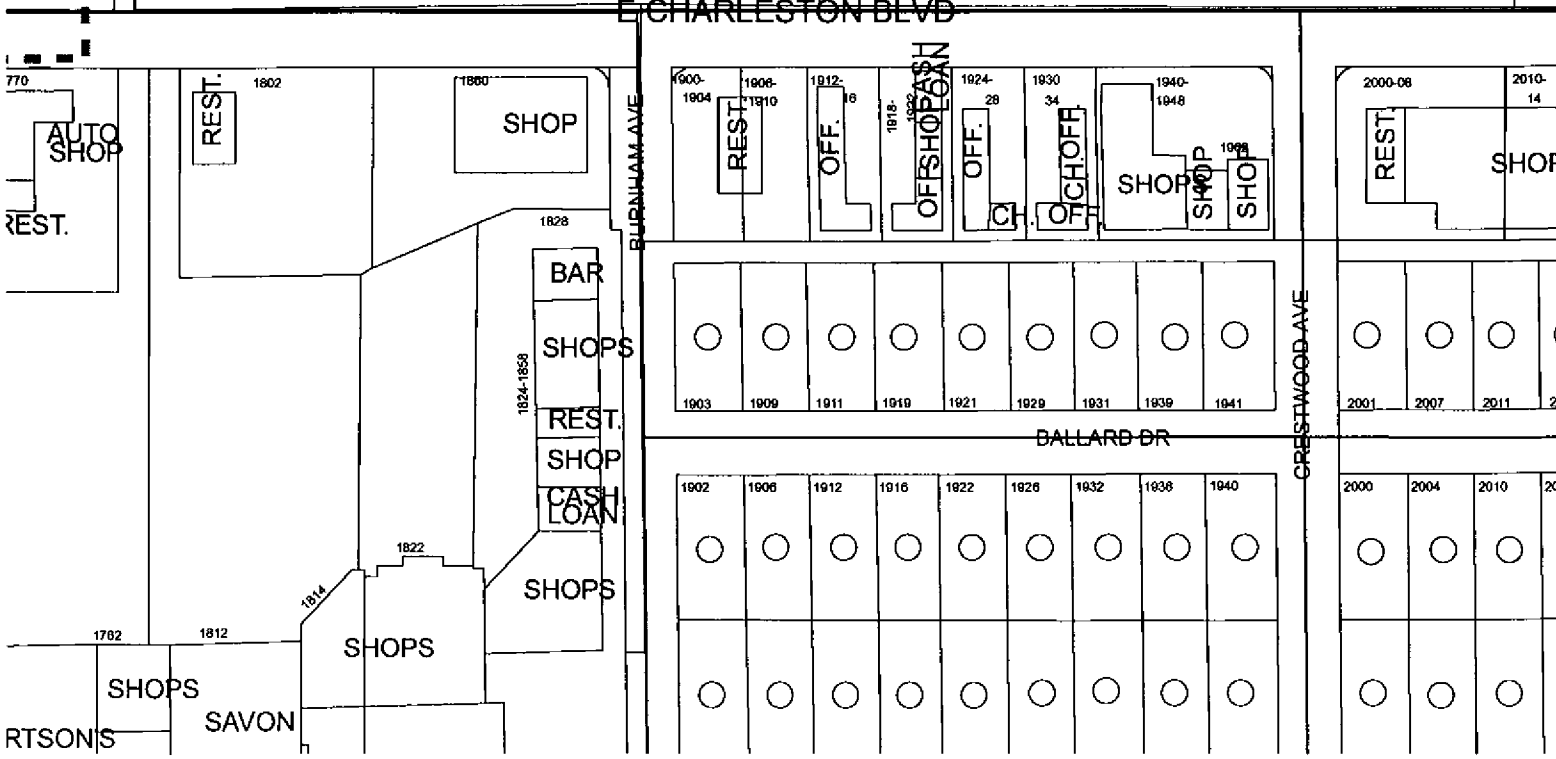 E CHARLESTON BLVD
770
AUTO
SHOP
REST.
REST.
1802
1860
SHOP
BURNHAM AVE
1900-
1904
1906-
1910
REST.
1912-
16
OFF.
1918-
1922
OFF.
SHOP
CASH
LOAN
1924-
28
OFF.
CH.
1930
34
OFF.
CH.
OFF.
1940-
1948
SHOPS
SHOP
SHOP
2000-06
REST.
2010-
14
SHOP
1828
BAR
SHOPS
1824-1858
REST.
SHOP
CASH
LOAN
SHOPS
1903
1909
1911
1919
1921
1929
1931
1939
1941
CRESTWOOD AVE
2001
2007
2011
BALLARD DR
1902
1906
1912
1916
1922
1926
1932
1936
1940
2000
2004
2010
1822
1814
SHOPS
1762
1812
SHOPS
SAVON
RTSON'S